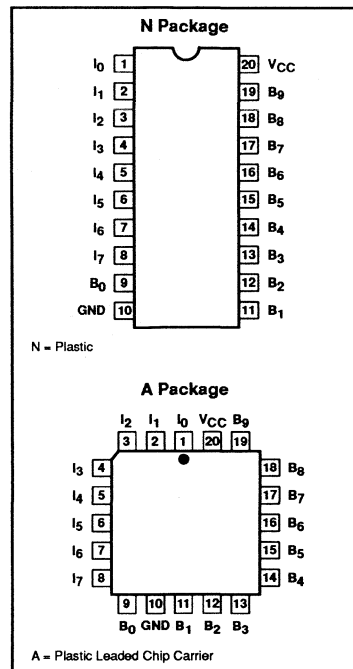 N Package
I0 1 20 VCC
I1 2 19 B9
I2 3 18 B8
I3 4 17 B7
I4 5 16 B6
I5 6 15 B5
I6 7 14 B4
I7 8 13 B3
B0 9 12 B2
GND 10 11 B1
N = Plastic
A Package
I2 I1 I0 VCC B9
3 2 1 20 19
I3 4 18 B8
I4 5 17 B7
I5 6 16 B6
I6 7 15 B5
I7 8 14 B4
9 10 11 12 13
B0 GND B1 B2 B3
A = Plastic Leaded Chip Carrier